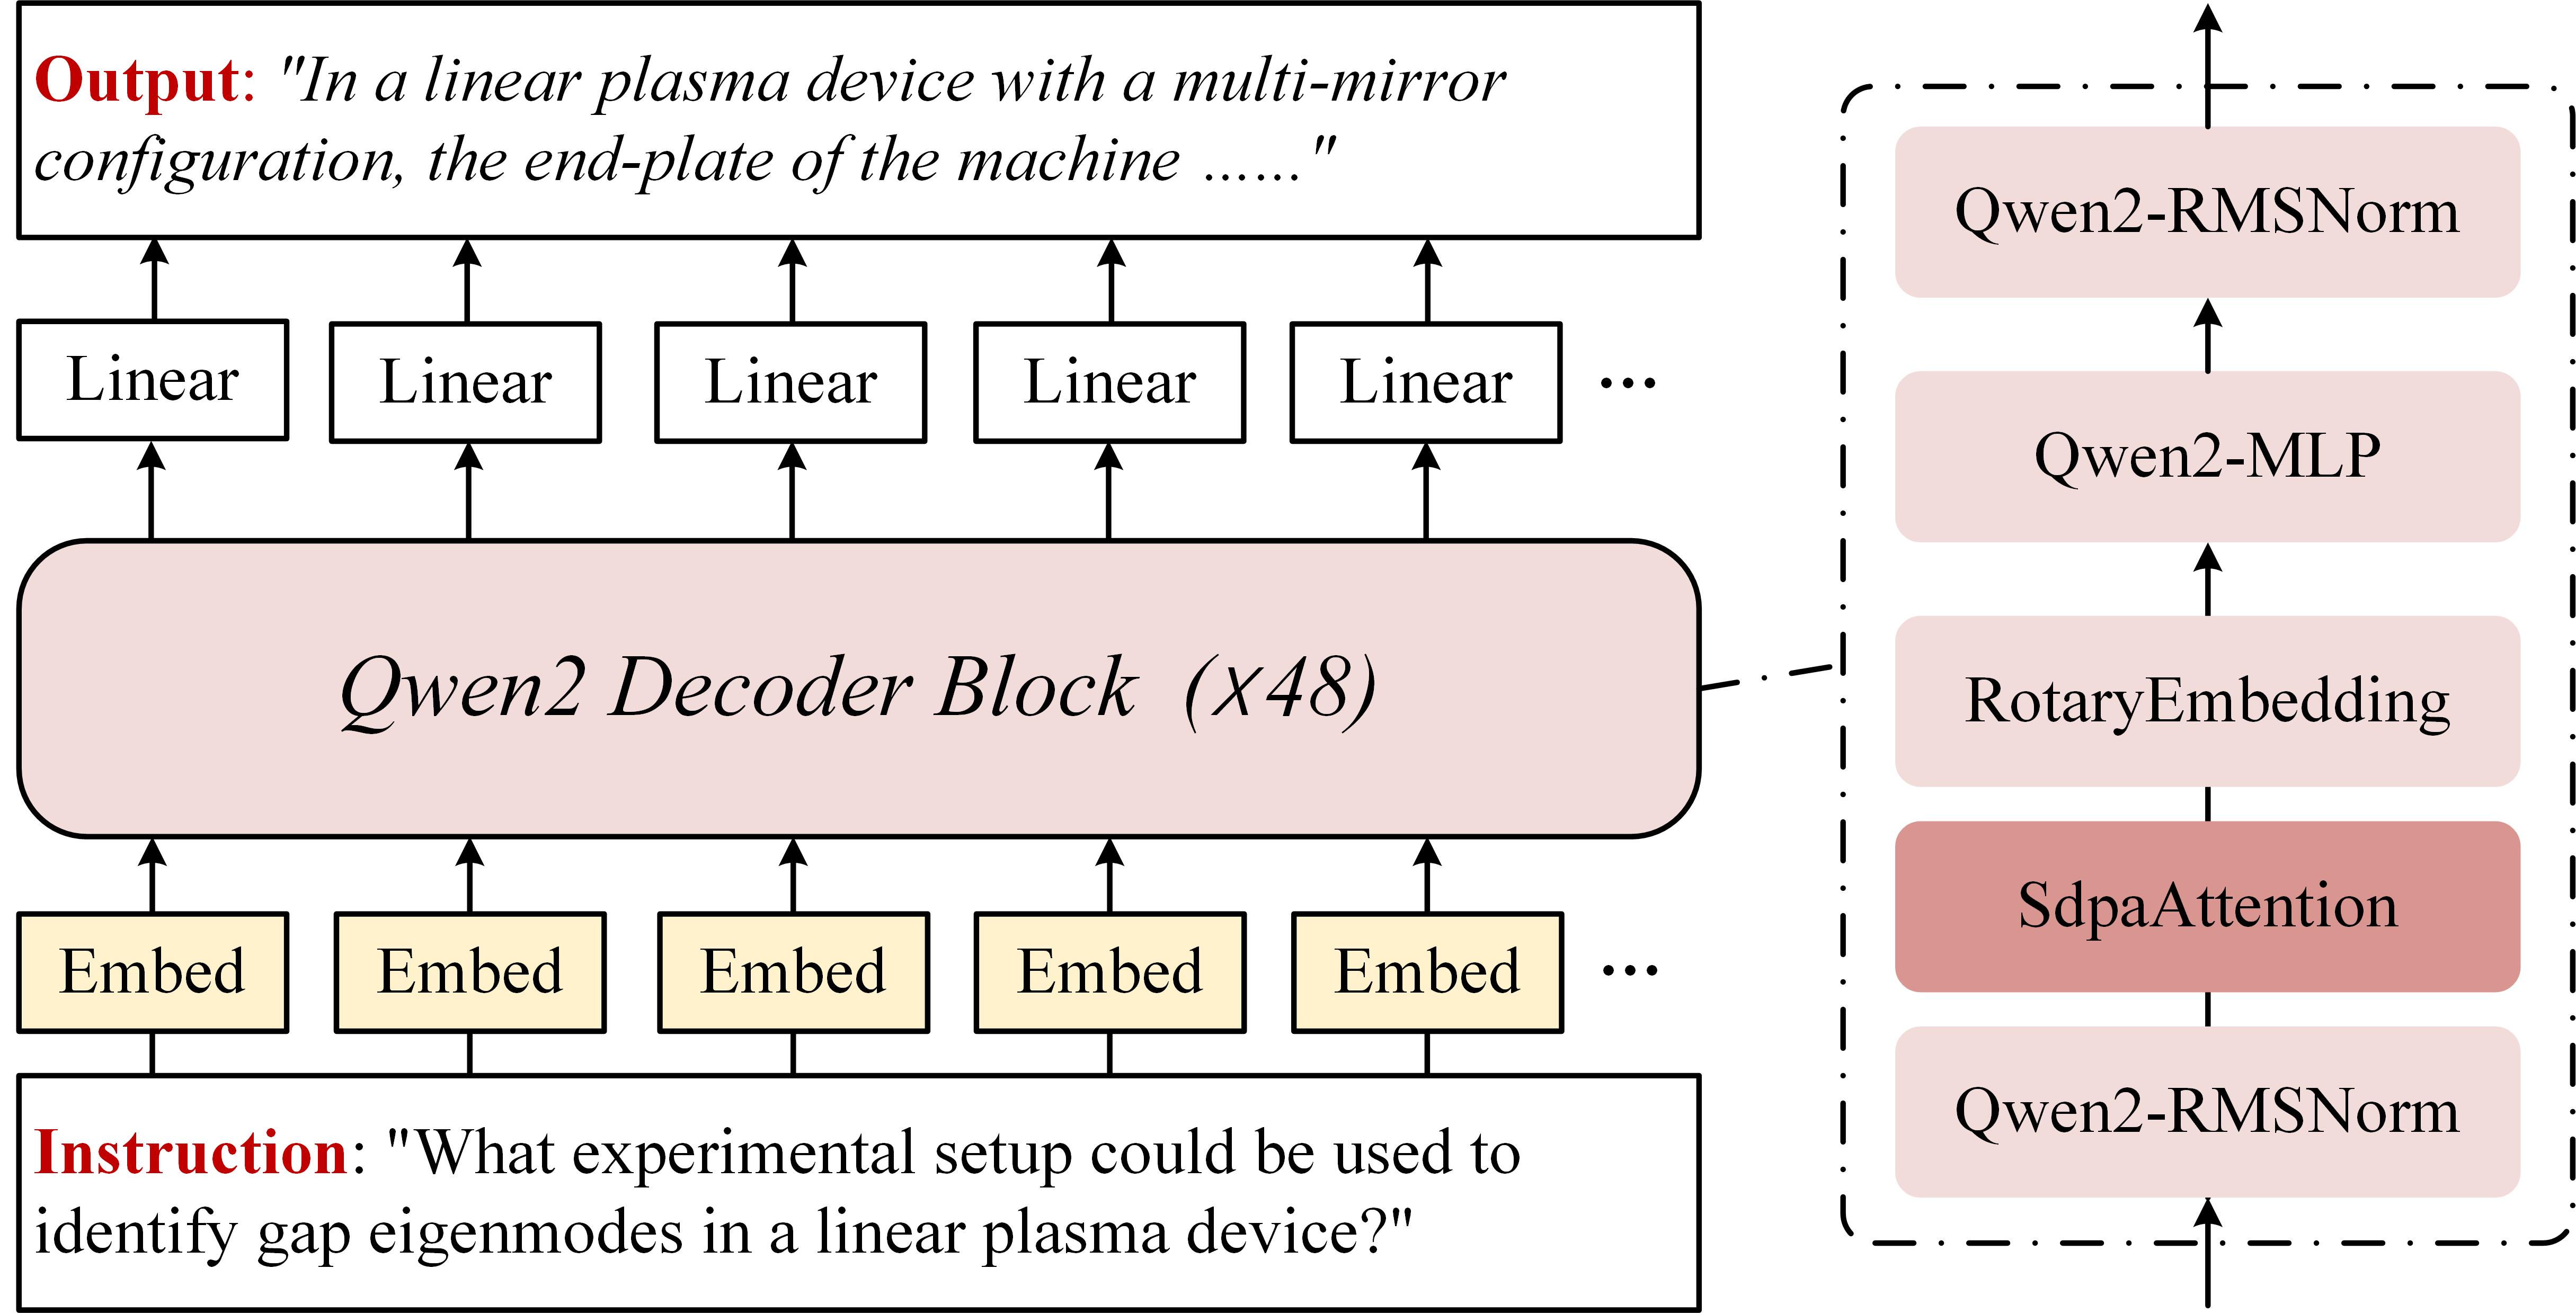 Output: "In a linear plasma device with a multi-mirror
configuration, the end-plate of the machine ……"
Linear
Linear
Linear
Linear
Linear
...
Qwen2 Decoder Block (×48)
Embed
Embed
Embed
Embed
Embed
...
Instruction: "What experimental setup could be used to
identify gap eigenmodes in a linear plasma device?"
Qwen2-RMSNorm
Qwen2-MLP
RotaryEmbedding
SdpaAttention
Qwen2-RMSNorm